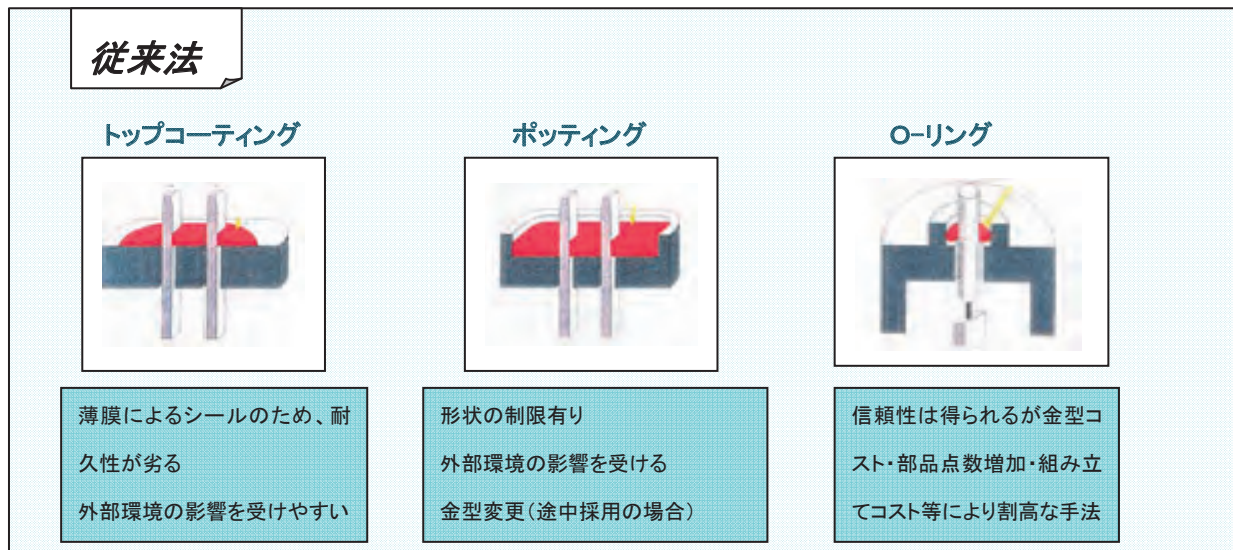 従来法
トップコーティング
薄膜によるシールのため、耐
久性が劣る
外部環境の影響を受けやすい
ポッティング
形状の制限有り
外部環境の影響を受ける
金型変更(途中採用の場合)
O-リング
信頼性は得られるが金型コ
スト・部品点数増加・組み立
てコスト等により割高な手法